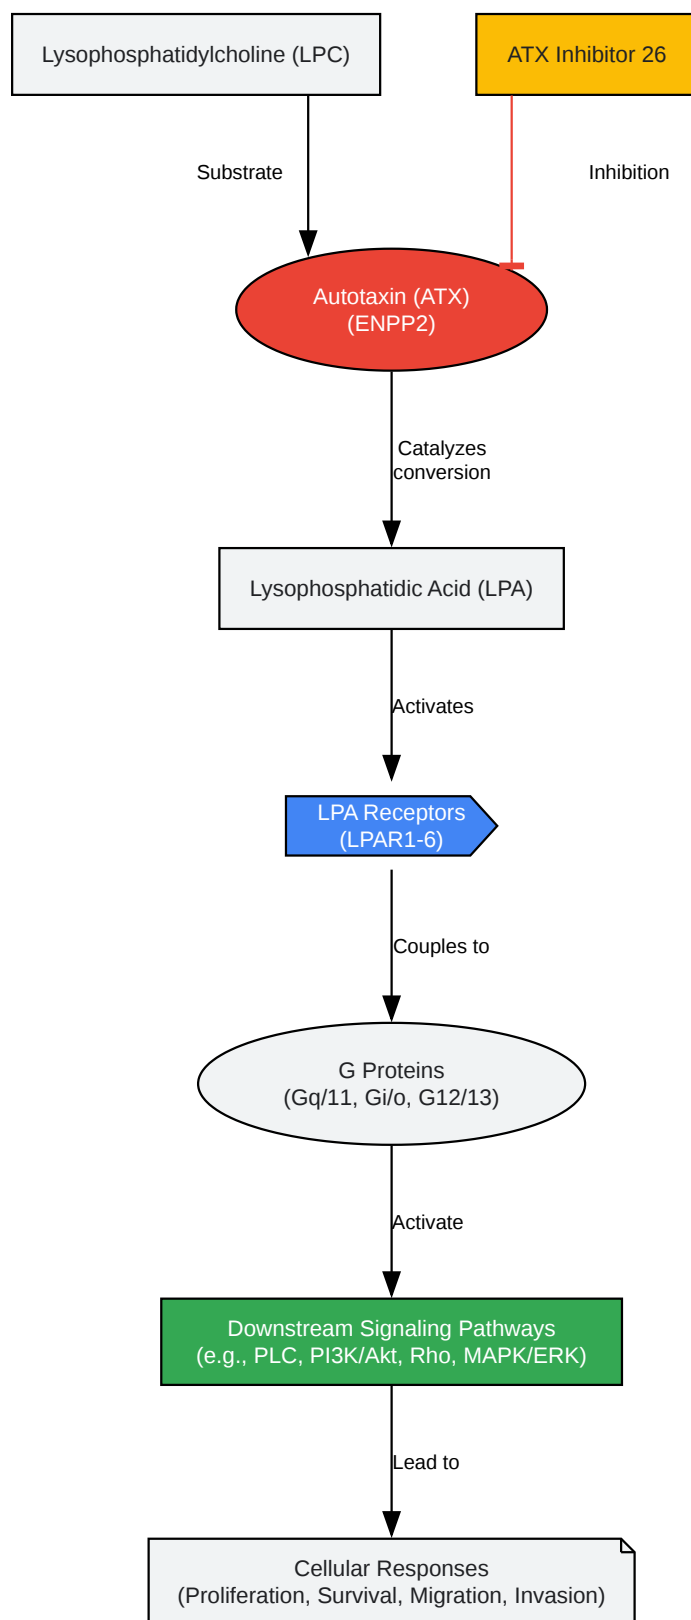 Lysophosphatidylcholine (LPC)
ATX Inhibitor 26
Substrate
Inhibition
Autotaxin (ATX)
(ENPP2)
Catalyzes
conversion
Lysophosphatidic Acid (LPA)
Activates
LPA Receptors
(LPAR1-6)
Couples to
G Proteins
(Gq/11, Gi/o, G12/13)
Activate
Downstream Signaling Pathways
(e.g., PLC, PI3K/Akt, Rho, MAPK/ERK)
Lead to
Cellular Responses
(Proliferation, Survival, Migration, Invasion)